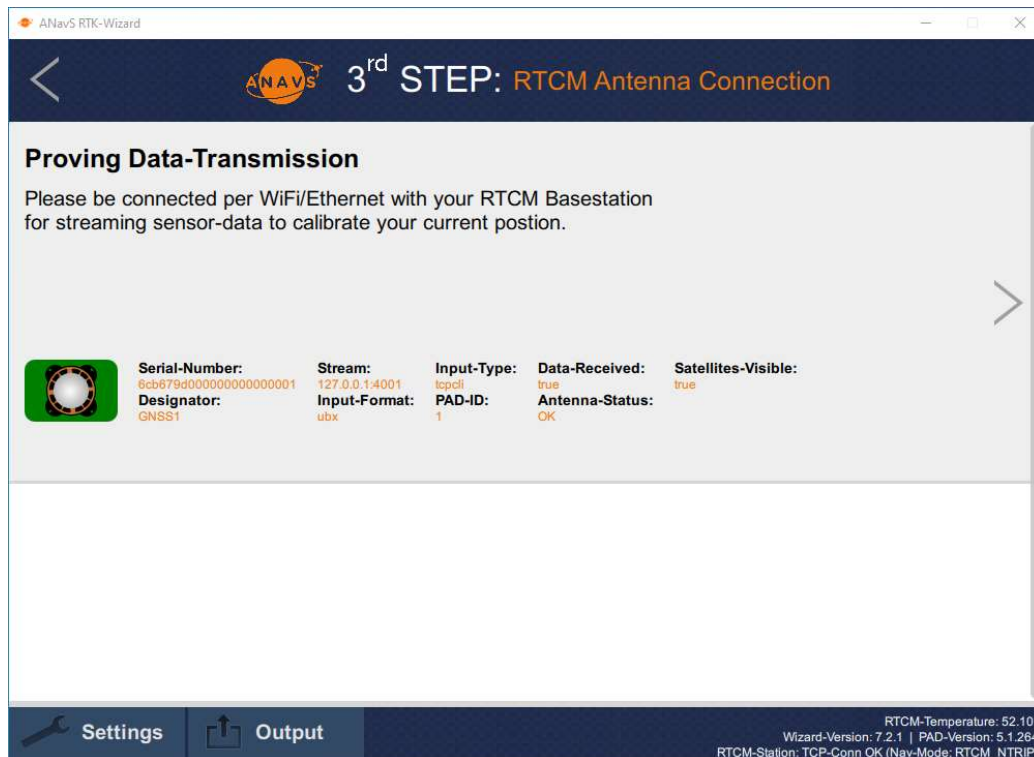 ANavS RTK-Wizard
ANAVS
3rd STEP: RTCM Antenna Connection
Proving Data-Transmission
Please be connected per WiFi/Ethernet with your RTCM Basestation
for streaming sensor-data to calibrate your current postion.
Serial-Number: Stream: Input-Type: Data-Received: Satellites-Visible:
6cb679d000000000000001 127.0.0.1:4001 tcpcli true true
Designator: Input-Format: PAD-ID: Antenna-Status:
GNSS1 ubx 1 OK
Settings Output
RTCM-Temperature: 52.10
Wizard-Version: 7.2.1 | PAD-Version: 5.1.264
RTCM-Station: TCP-Conn OK (Nav-Mode: RTCM_NTRIP